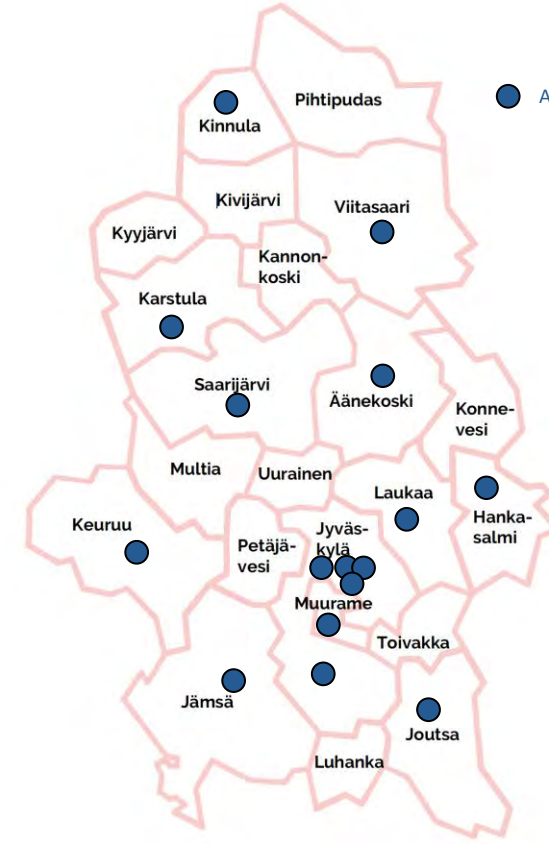 Pihtipudas
A
Kinnula
Kivijärvi
Viitasaari
Kyyjärvi
Kannon-
koski
Karstula
Saarijärvi
Äänekoski
Konne-
vesi
Multia
Uurainen
Laukaa
Hanka-
salmi
Keuruu
Jyväs-
kylä
Petäjä-
vesi
Muurame
Toivakka
Jämsä
Joutsa
Luhanka